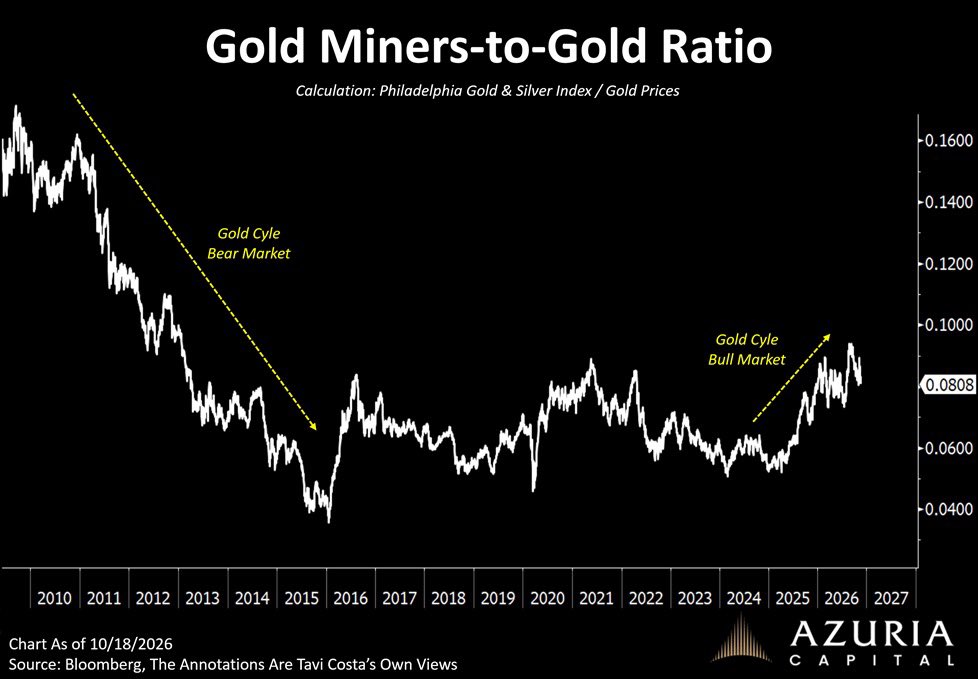 Gold Miners-to-Gold Ratio
Calculation: Philadelphia Gold & Silver Index / Gold Prices
Gold Cyle
Bear Market
Gold Cyle
Bull Market
0.1600
0.1400
0.1200
0.1000
0.0808
0.0600
0.0400
2010 2011 2012 2013 2014 2015 2016 2017 2018 2019 2020 2021 2022 2023 2024 2025 2026 2027
Chart As of 10/18/2026
Source: Bloomberg, The Annotations Are Tavi Costa's Own Views
AZURIA
CAPITAL